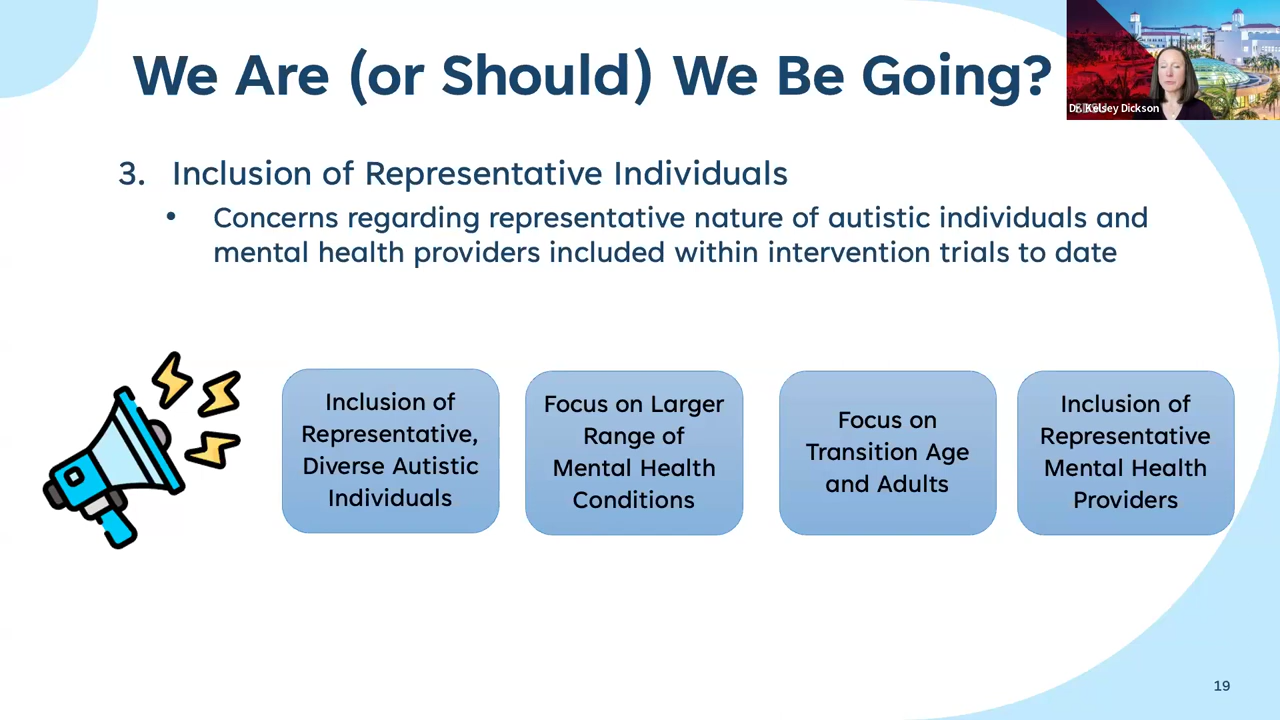 We Are (or Should) We Be Going?
Dr. Kelsey Dickson
3. Inclusion of Representative Individuals
• Concerns regarding representative nature of autistic individuals and
mental health providers included within intervention trials to date
Inclusion of
Representative,
Diverse Autistic
Individuals
Focus on Larger
Range of
Mental Health
Conditions
Focus on
Transition Age
and Adults
Inclusion of
Representative
Mental Health
Providers
19